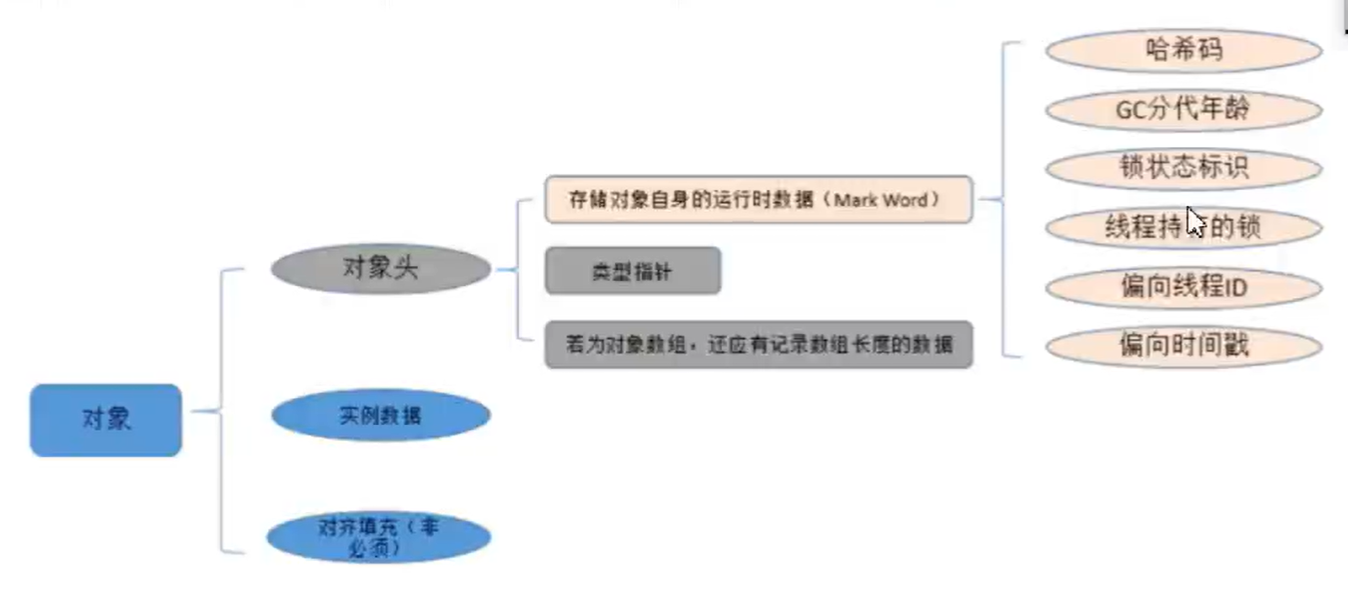 哈希码
GC分代年龄
锁状态标识
存储对象自身的运行时数据（Mark Word）
线程持有的锁
对象头
类型指针
偏向线程ID
若为对象数组，还应有记录数组长度的数据
偏向时间戳
对象
实例数据
对齐填充（非
必须）